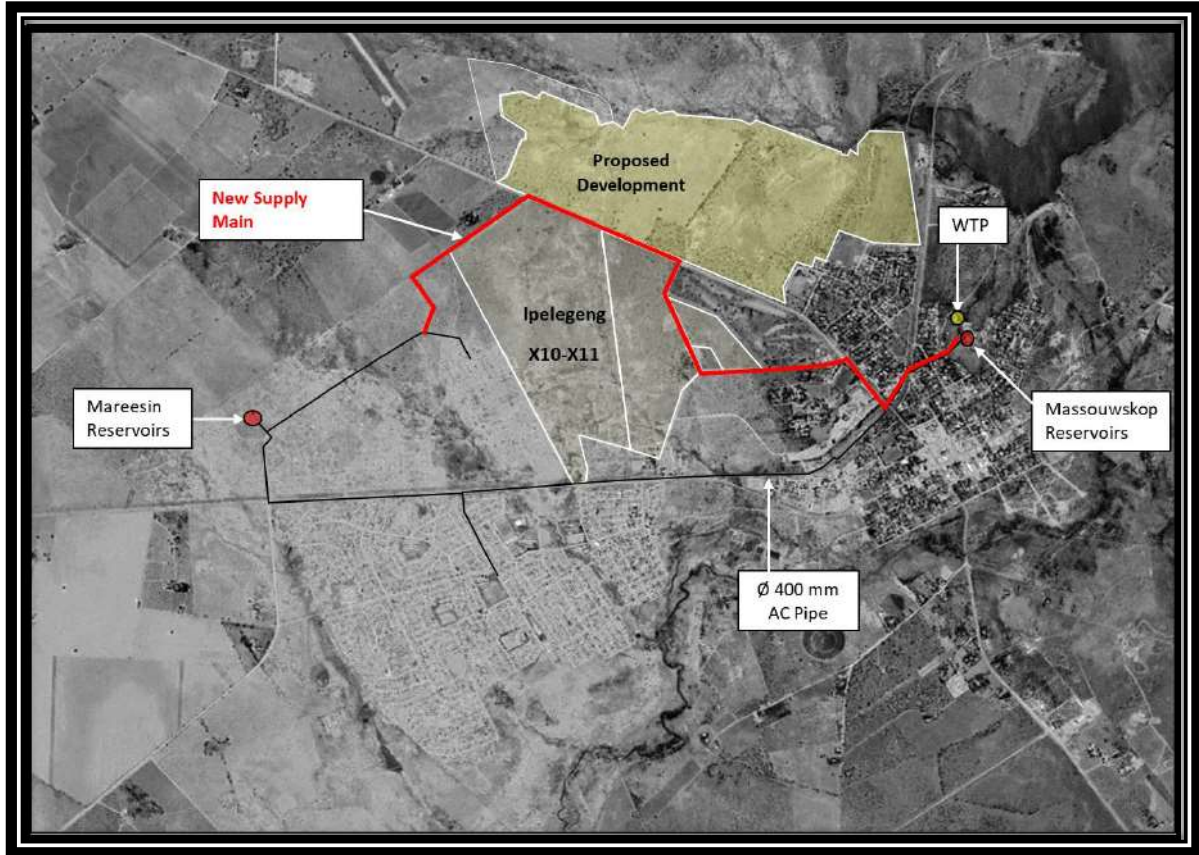 Proposed
Development
New Supply
Main
WTP
Ipelegeng
X10-X11
Mareesin
Reservoirs
Massouwskop
Reservoirs
Ø 400 mm
AC Pipe